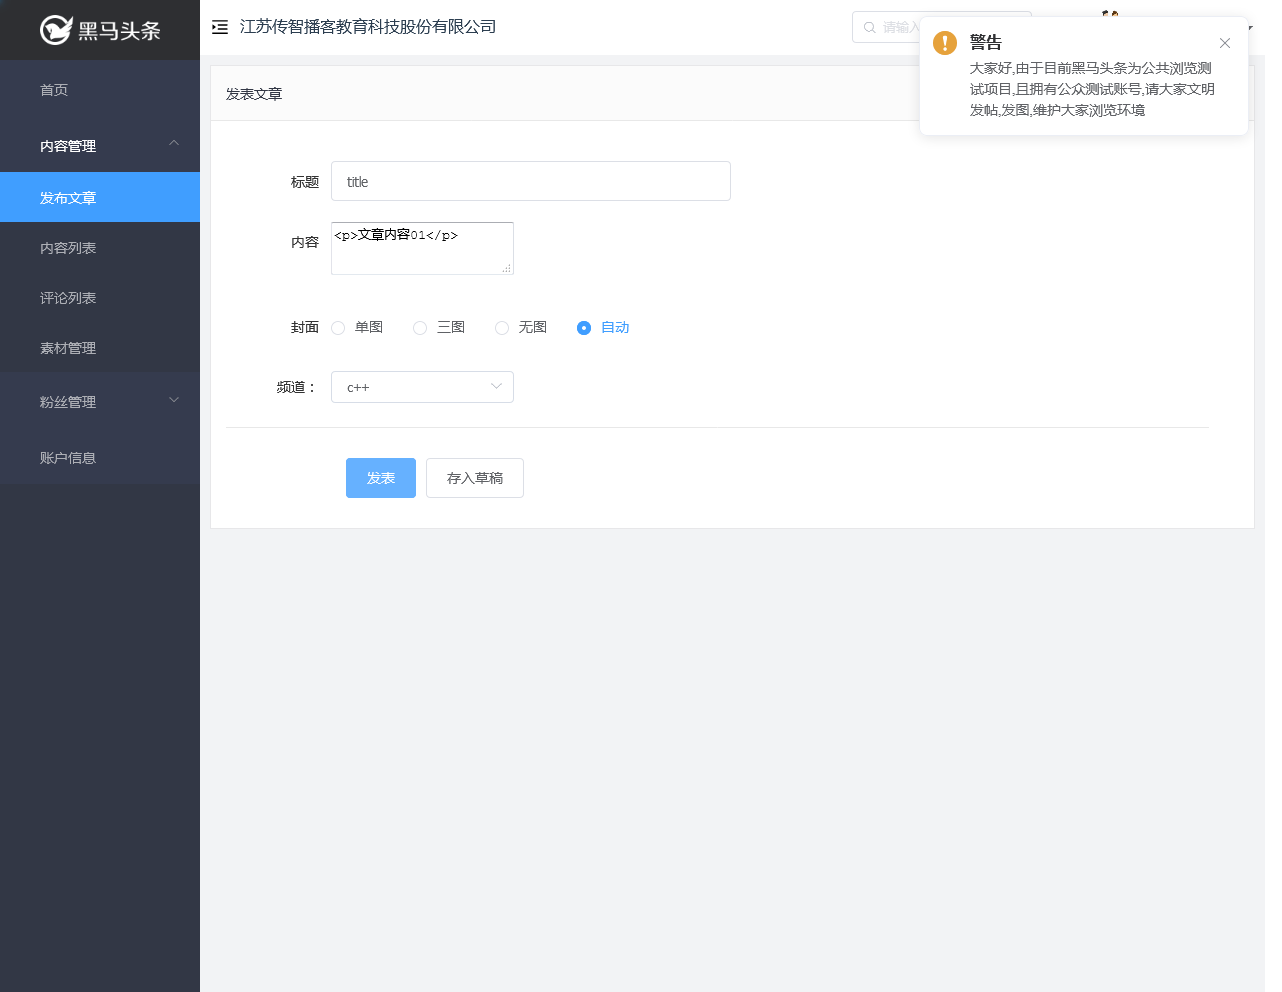 黑马头条
江苏传智播客教育科技股份有限公司
请输入
警告
大家好,由于目前黑马头条为公共浏览测
试项目,且拥有公众测试账号,请大家文明
发帖,发图,维护大家浏览环境
首页
内容管理
发布文章
内容列表
评论列表
素材管理
粉丝管理
账户信息
发表文章
标题
title
内容
<p>文章内容01</p>
封面
单图
三图
无图
自动
频道：
c++
发表
存入草稿